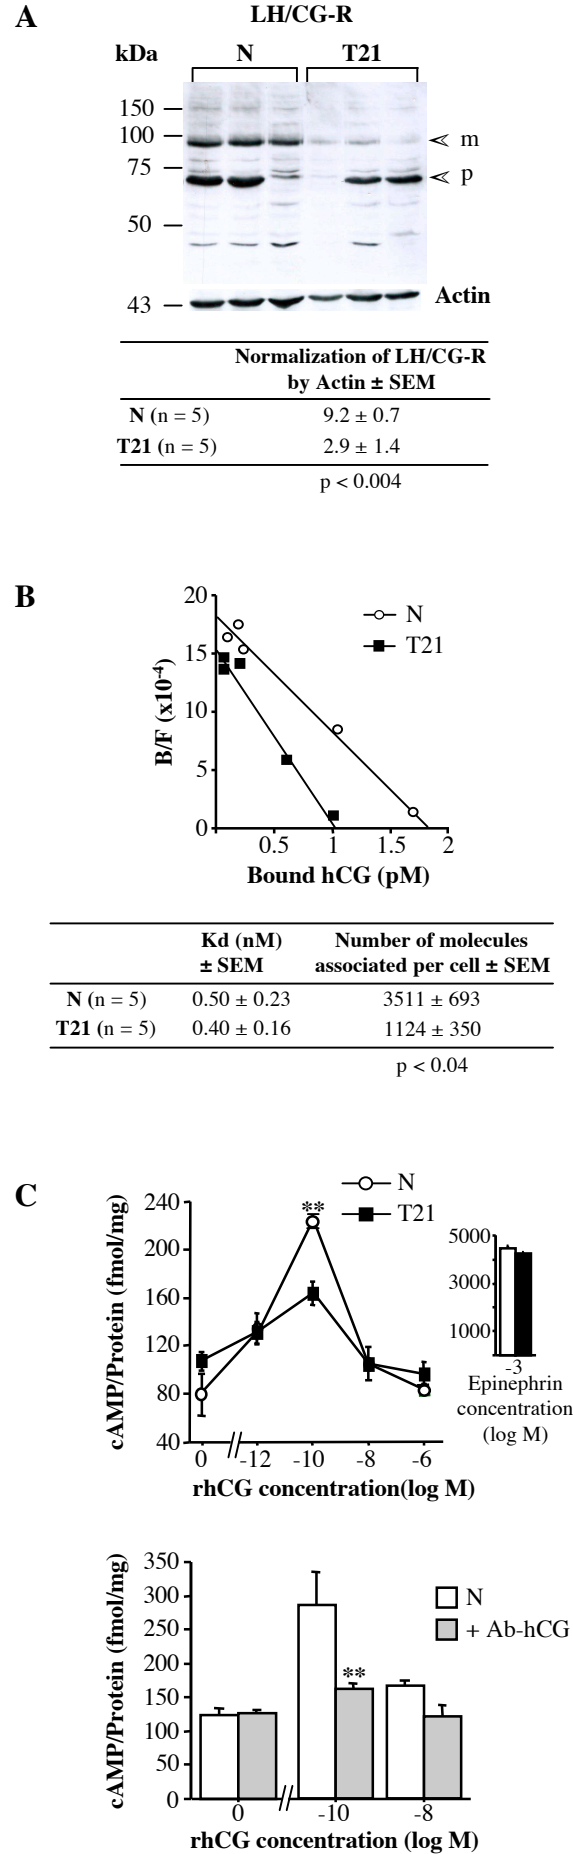 A
LH/CG-R
kDa N T21
150
100
75
50
43
m
p
Actin
Normalization of LH/CG-R
by Actin ± SEM
N (n = 5) 9.2 ± 0.7
T21 (n = 5) 2.9 ± 1.4
p < 0.004
B
20
15
10
5
0
B/F (x10-4)
N
T21
0.5 1 1.5 2
Bound hCG (pM)
Kd (nM) Number of molecules
± SEM associated per cell ± SEM
N (n = 5) 0.50 ± 0.23 3511 ± 693
T21 (n = 5) 0.40 ± 0.16 1124 ± 350
p < 0.04
C
240
200
160
120
80
40
cAMP/Protein (fmol/mg)
**
N
T21
0 -12 -10 -8 -6
rhCG concentration(log M)
5000
3000
1000
-3
Epinephrin
concentration
(log M)
350
300
250
200
150
100
50
0
cAMP/Protein (fmol/mg)
N
+ Ab-hCG
**
0 -10 -8
rhCG concentration (log M)